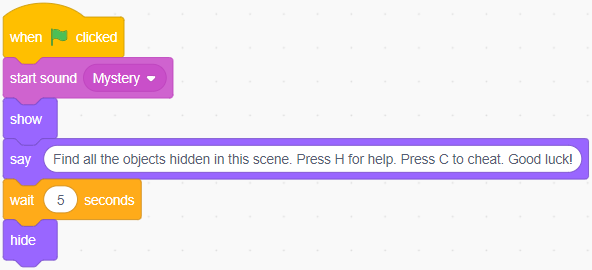 when clicked
start sound Mystery
show
say Find all the objects hidden in this scene. Press H for help. Press C to cheat. Good luck!
wait 5 seconds
hide